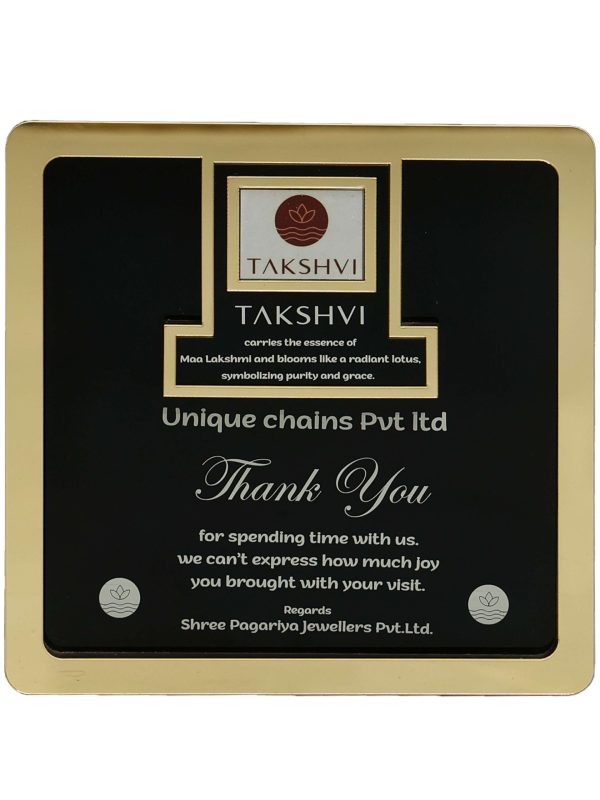 TAKSHVI
TAKSHVI
carries the essence of
Maa Lakshmi and blooms like a radiant lotus,
symbolizing purity and grace.
Unique chains Pvt ltd
Thank You
for spending time with us.
we can't express how much joy
you brought with your visit.
Regards
Shree Pagariya Jewellers Pvt.Ltd.